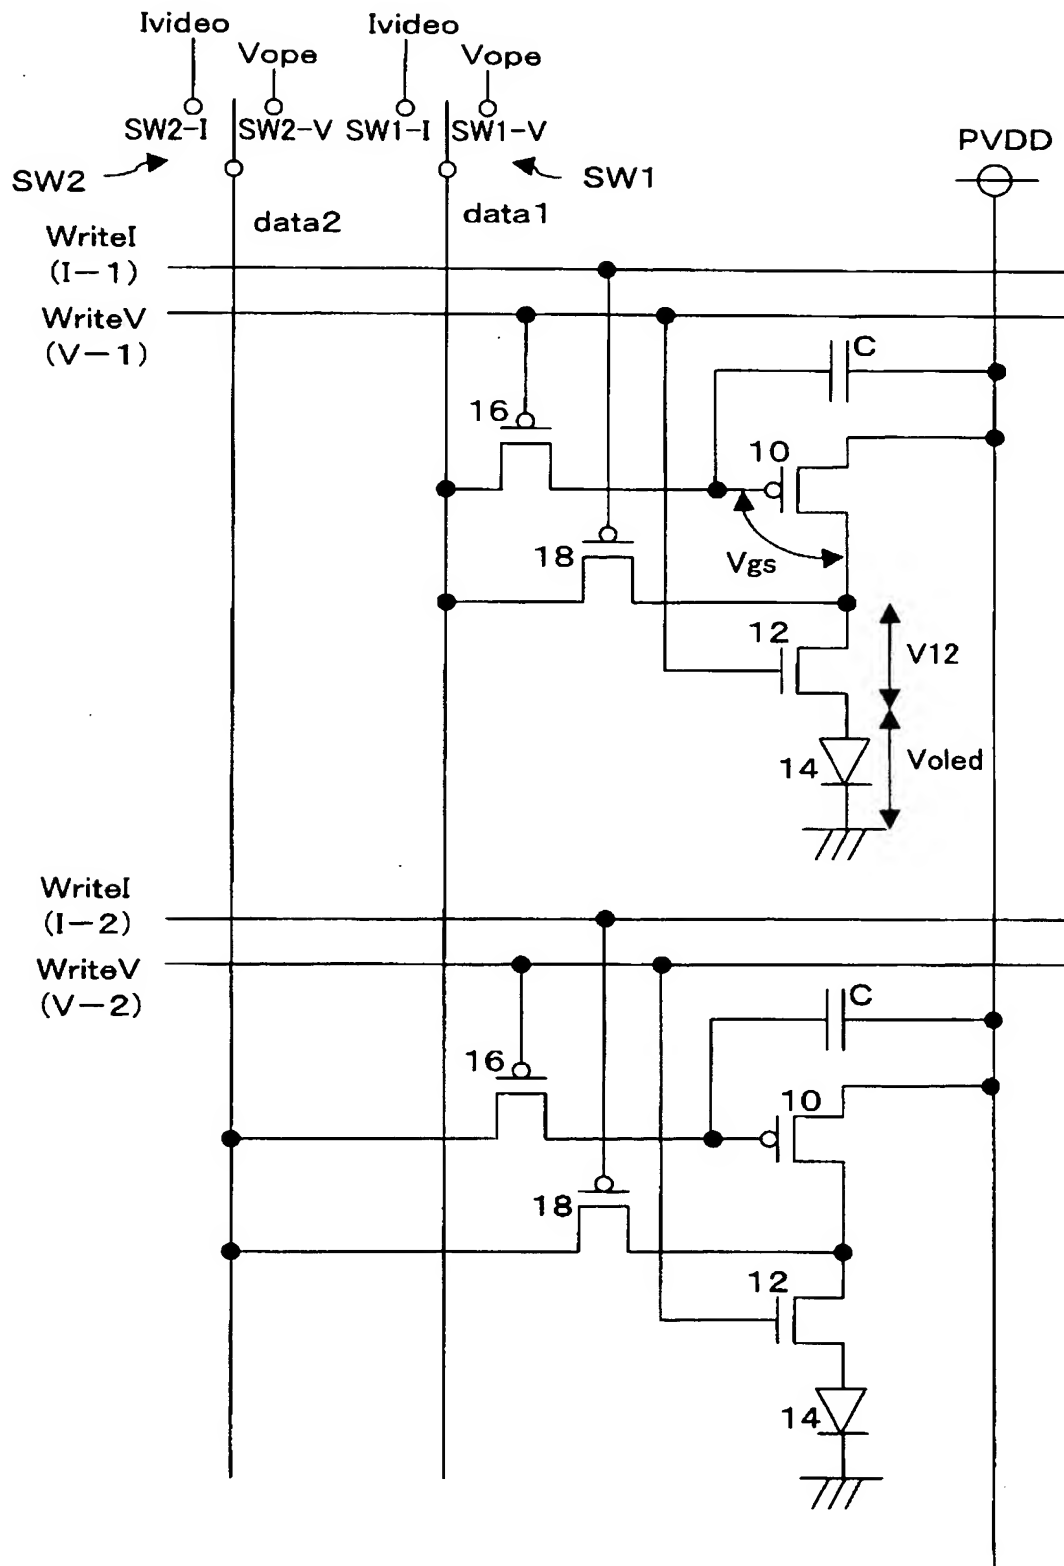 Ivideo
Ivideo
Vope
Vope
SW2-I
SW2-V
SW1-I
SW1-V
PVDD
SW2
SW1
data2
data1
WriteI
(I-1)
WriteV
(V-1)
C
16
10
18
Vgs
12
V12
14
Voled
WriteI
(I-2)
WriteV
(V-2)
C
16
10
18
12
14